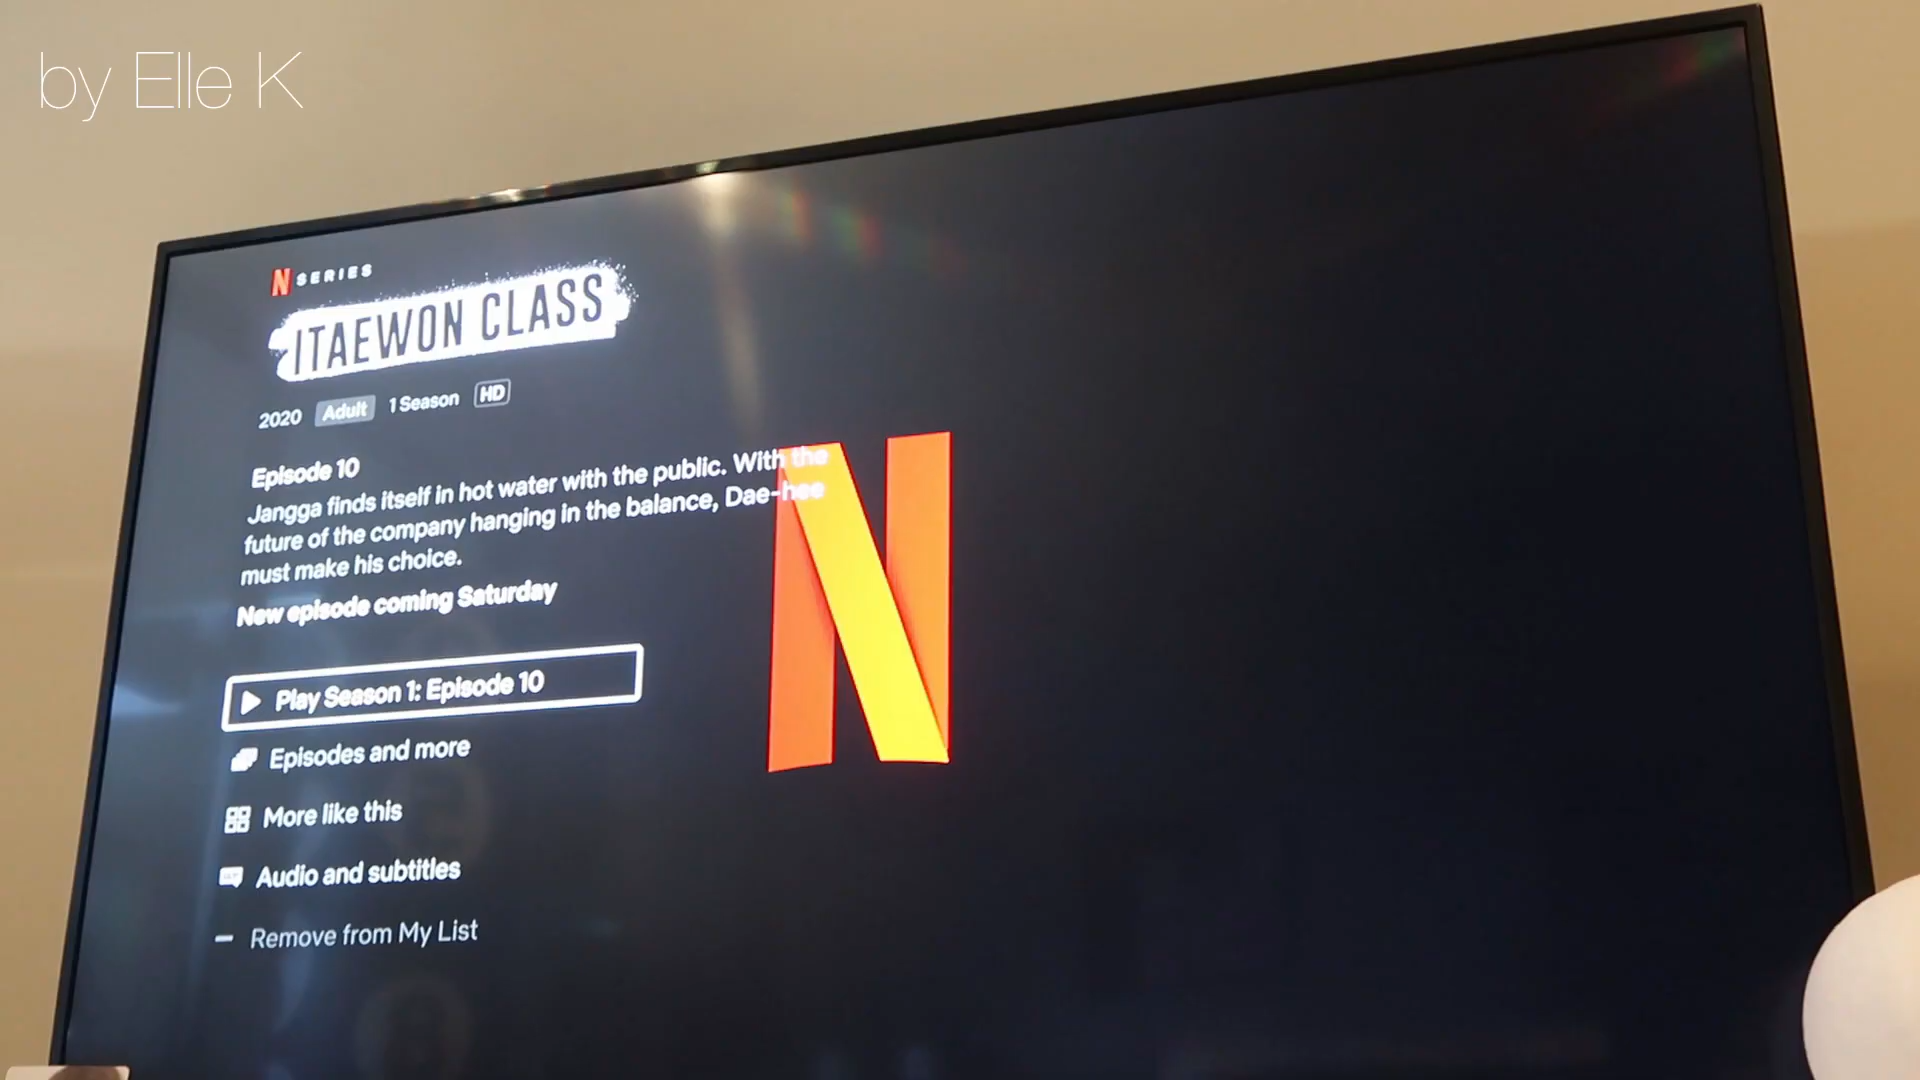 by Elle K
N SERIES
ITAEWON CLASS
2020 Adult 1 Season HD
Episode 10
Jangga finds itself in hot water with the public. With the
future of the company hanging in the balance, Dae-hee
must make his choice.
New episode coming Saturday
Play Season 1: Episode 10
Episodes and more
More like this
Audio and subtitles
Remove from My List
N